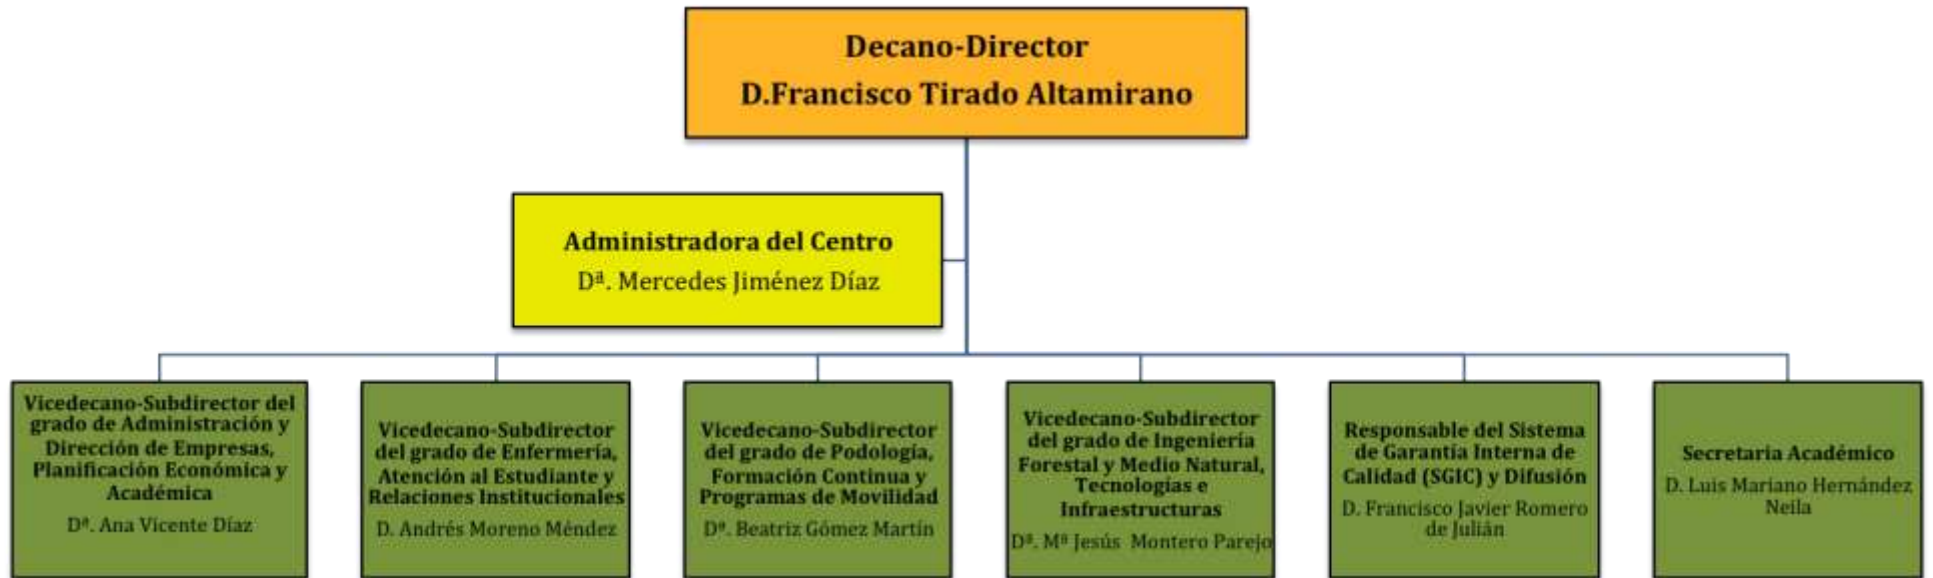 Decano-Director
D.Francisco Tirado Altamirano
Administradora del Centro
Dª. Mercedes Jiménez Díaz
Vicedecano-Subdirector del
grado de Administración y
Dirección de Empresas,
Planificación Económica y
Académica
Dª. Ana Vicente Díaz
Vicedecano-Subdirector
del grado de Enfermería,
Atención al Estudiante y
Relaciones Institucionales
D. Andrés Moreno Méndez
Vicedecano-Subdirector
del grado de Podología,
Formación Continua y
Programas de Movilidad
Dª. Beatriz Gómez Martín
Vicedecano-Subdirector
del grado de Ingeniería
Forestal y Medio Natural,
Tecnologías e
Infraestructuras
Dª. Mª Jesús Montero Parejo
Responsable del Sistema
de Garantía Interna de
Calidad (SGIC) y Difusión
D. Francisco Javier Romero
de Julián
Secretaria Académico
D. Luis Mariano Hernández
Neila